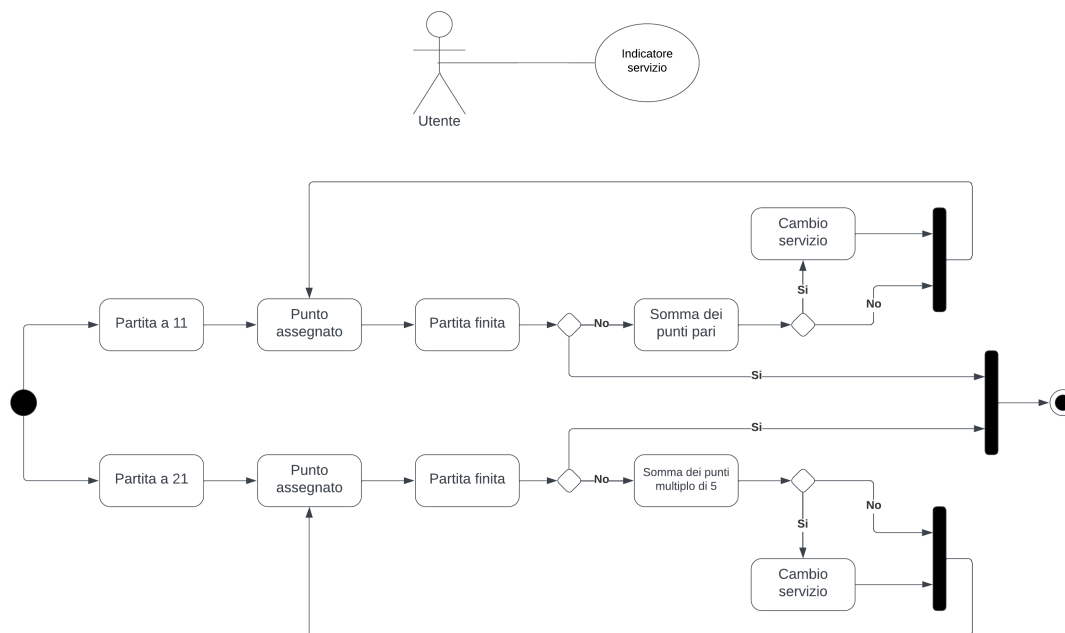 Indicatore
servizio
Utente
Cambio
servizio
Si
No
Partita a 11
Punto
assegnato
Partita finita
No
Somma dei
punti pari
Si
Si
Partita a 21
Punto
assegnato
Partita finita
No
Somma dei punti
multiplo di 5
No
Si
Cambio
servizio